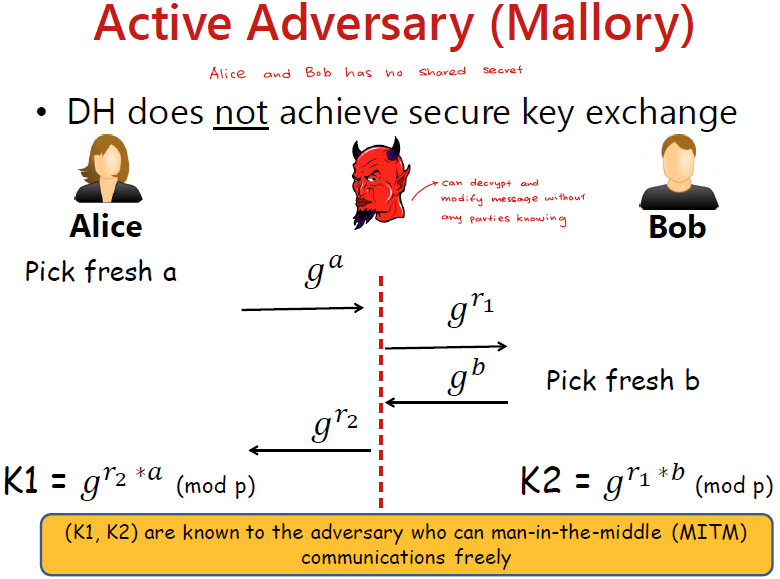 Active Adversary (Mallory)
Alice and Bob has no shared secret
• DH does not achieve secure key exchange
can decrypt and
modify message without
any parties knowing
Alice
Bob
Pick fresh a
g^a
g^{r_1}
g^b
Pick fresh b
g^{r_2}
K1 = g^{r_2 *a} (mod p)
K2 = g^{r_1 *b} (mod p)
(K1, K2) are known to the adversary who can man-in-the-middle (MITM)
communications freely